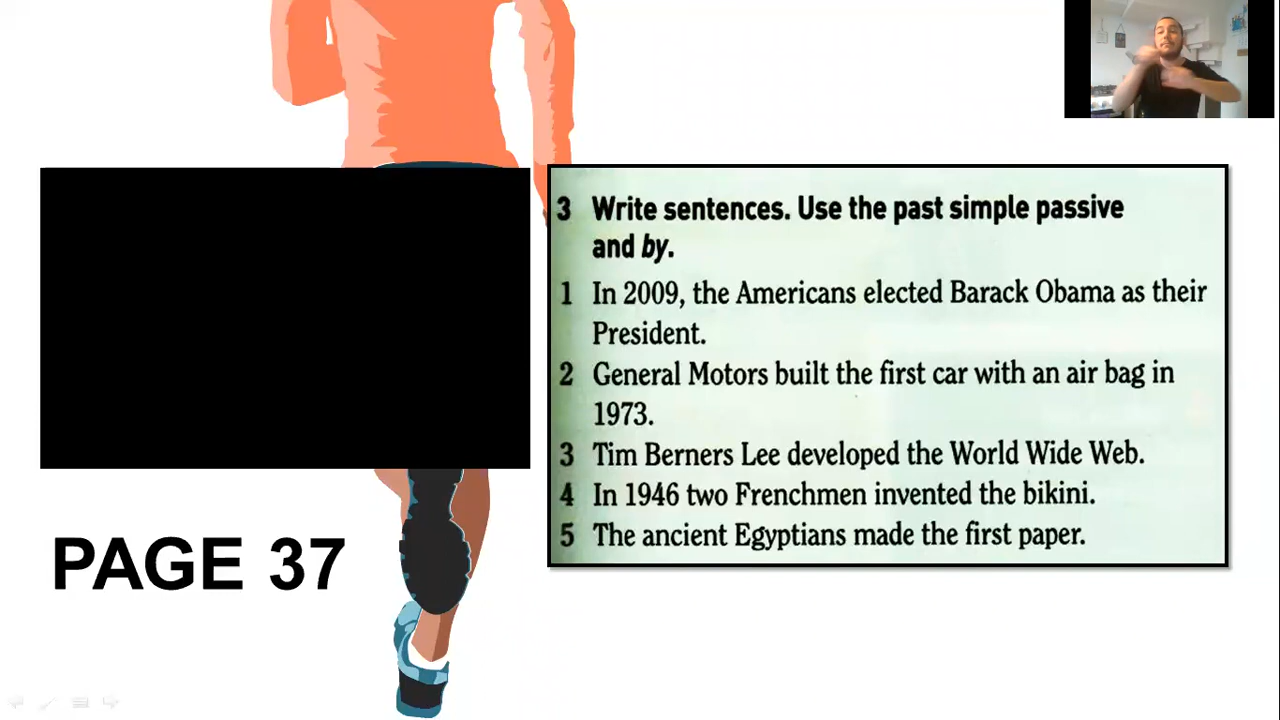 3 Write sentences. Use the past simple passive
and by.
1 In 2009, the Americans elected Barack Obama as their
President.
2 General Motors built the first car with an air bag in
1973.
3 Tim Berners Lee developed the World Wide Web.
4 In 1946 two Frenchmen invented the bikini.
5 The ancient Egyptians made the first paper.
PAGE 37